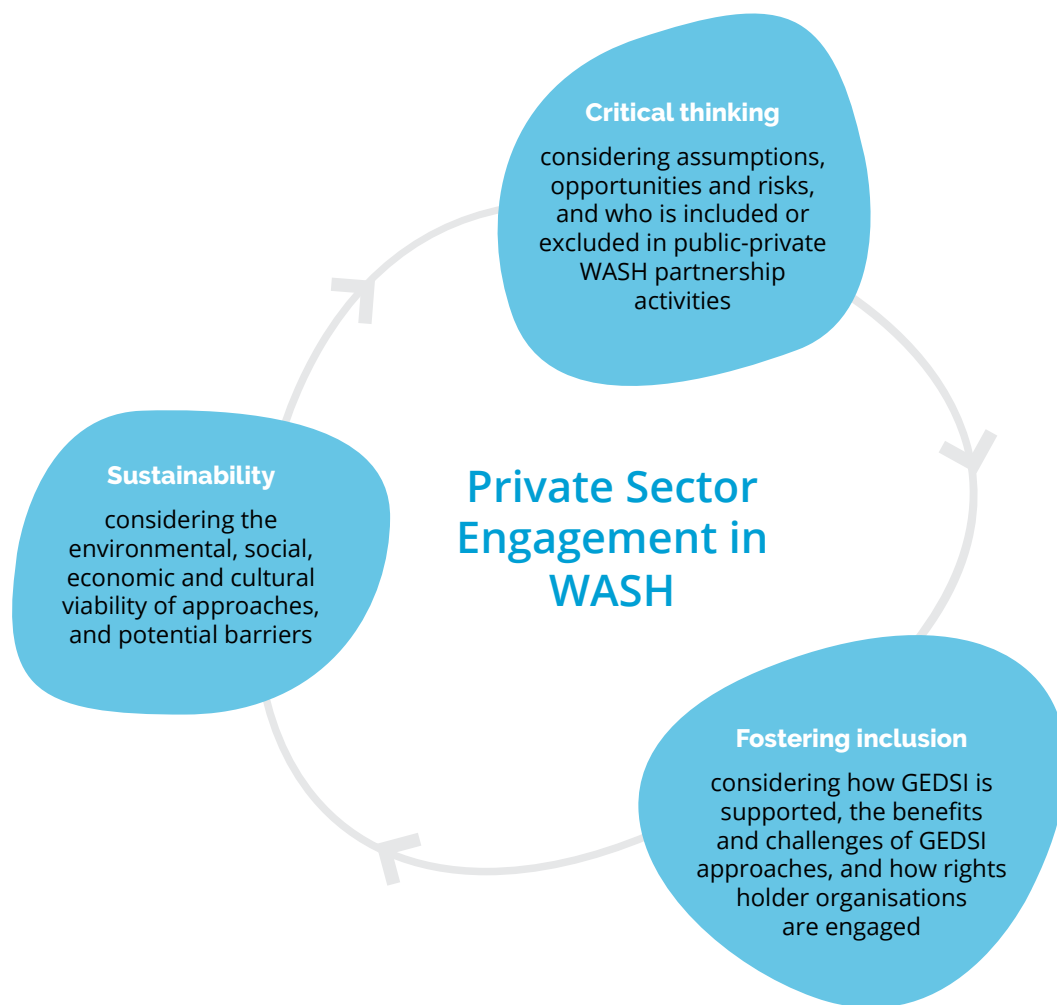 Critical thinking
considering assumptions,
opportunities and risks,
and who is included or
excluded in public-private
WASH partnership
activities
Sustainability
considering the
environmental, social,
economic and cultural
viability of approaches,
and potential barriers
Private Sector
Engagement in
WASH
Fostering inclusion
considering how GEDSI is
supported, the benefits
and challenges of GEDSI
approaches, and how rights
holder organisations
are engaged